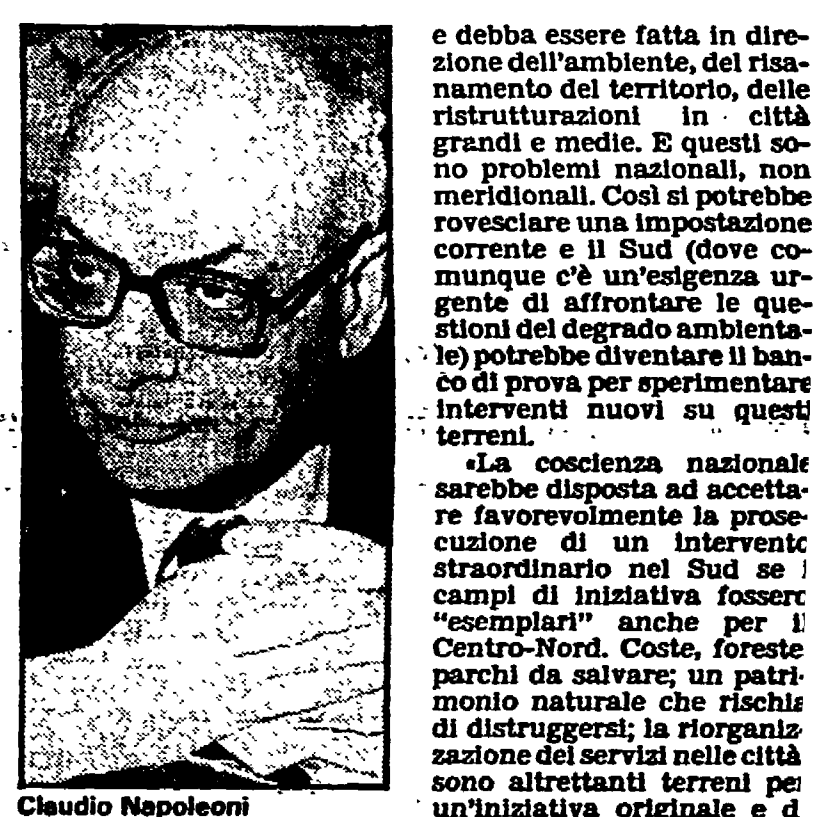 e debba essere fatta in dire-
zione dell'ambiente, del risa-
namento del territorio, delle
ristrutturazioni in città
grandi e medie. E questi so-
no problemi nazionali, non
meridionali. Così si potrebbe
rovesciare una impostazione
corrente e il Sud (dove co-
munque c'è un'esigenza ur-
gente di affrontare le que-
stioni del degrado ambienta-
le) potrebbe diventare il ban-
co di prova per sperimentare
interventi nuovi su questi
terreni.
«La coscienza nazionale
sarebbe disposta ad accetta-
re favorevolmente la prose-
cuzione di un intervento
straordinario nel Sud se i
campi di iniziativa fossero
"esemplari" anche per il
Centro-Nord. Coste, foreste
parchi da salvare; un patri-
monio naturale che rischia
di distruggersi; la riorganiz-
zazione dei servizi nelle città
sono altrettanti terreni per
un'iniziativa originale e d
Claudio Napoleoni